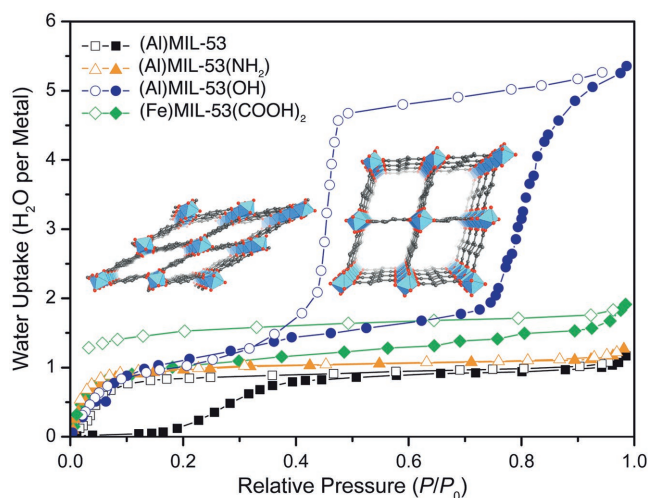 6
5
4
3
2
1
0
Water Uptake (H₂O per Metal)
(Al)MIL-53
(Al)MIL-53(NH₂)
(Al)MIL-53(OH)
(Fe)MIL-53(COOH)₂
0.0 0.2 0.4 0.6 0.8 1.0
Relative Pressure (P/P₀)